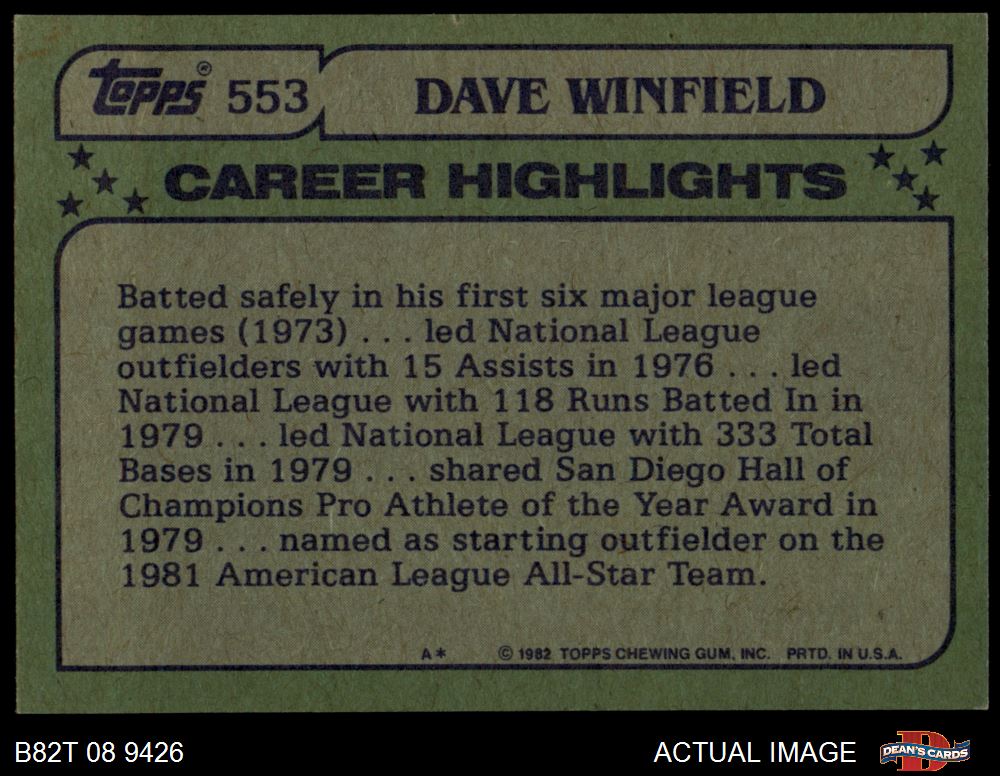 Topps® 553 DAVE WINFIELD
CAREER HIGHLIGHTS
Batted safely in his first six major league
games (1973) . . . led National League
outfielders with 15 Assists in 1976 . . . led
National League with 118 Runs Batted In in
1979 . . . led National League with 333 Total
Bases in 1979 . . . shared San Diego Hall of
Champions Pro Athlete of the Year Award in
1979 . . . named as starting outfielder on the
1981 American League All-Star Team.
A* © 1982 TOPPS CHEWING GUM, INC. PRTD. IN U.S.A.
B82T 08 9426 ACTUAL IMAGE D DEAN'S CARDS